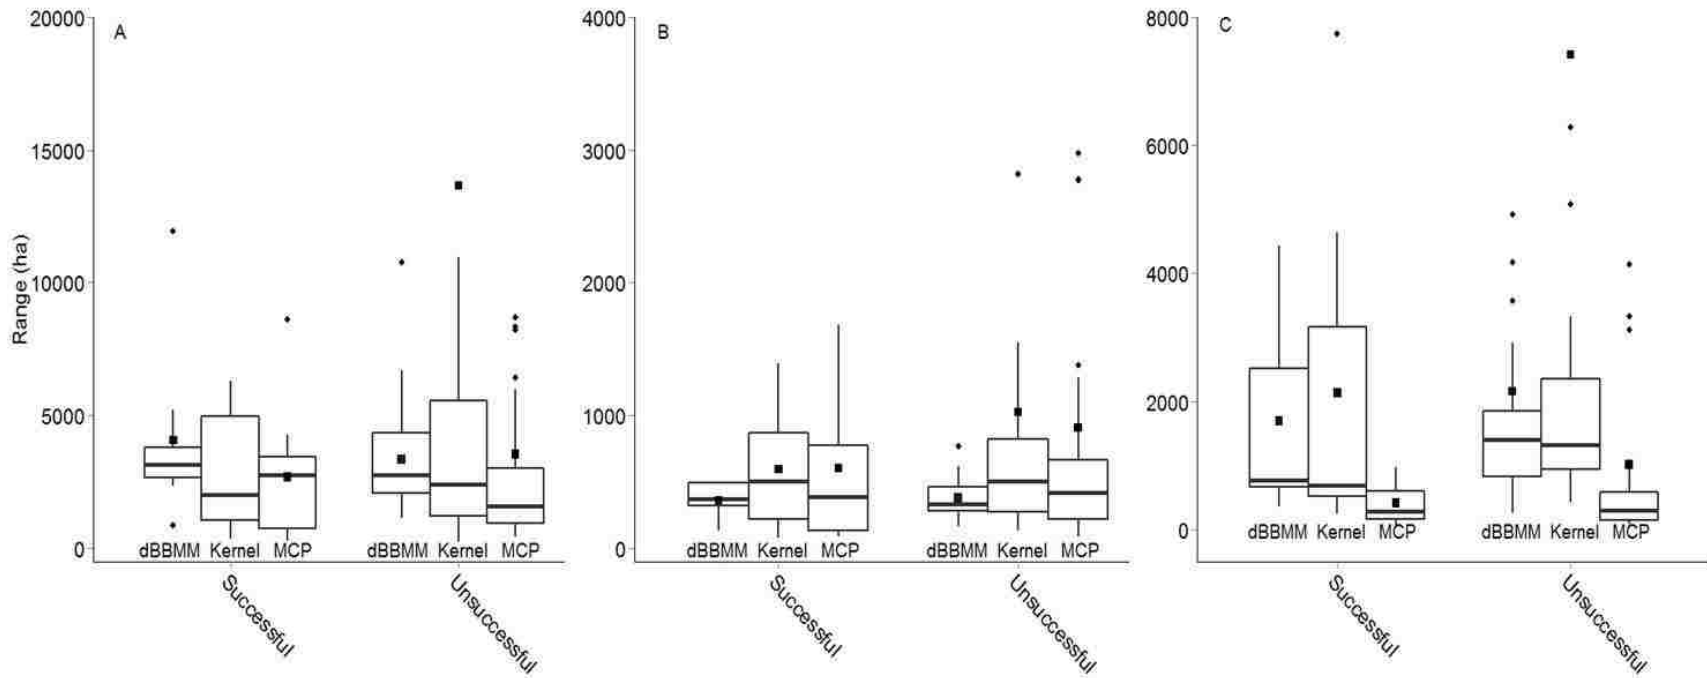 A
20000
15000
10000
5000
0
Range (ha)
dBBMM Kernel MCP dBBMM Kernel MCP
Successful Unsuccessful
B
4000
3000
2000
1000
0
dBBMM Kernel MCP dBBMM Kernel MCP
Successful Unsuccessful
C
8000
6000
4000
2000
0
dBBMM Kernel MCP dBBMM Kernel MCP
Successful Unsuccessful